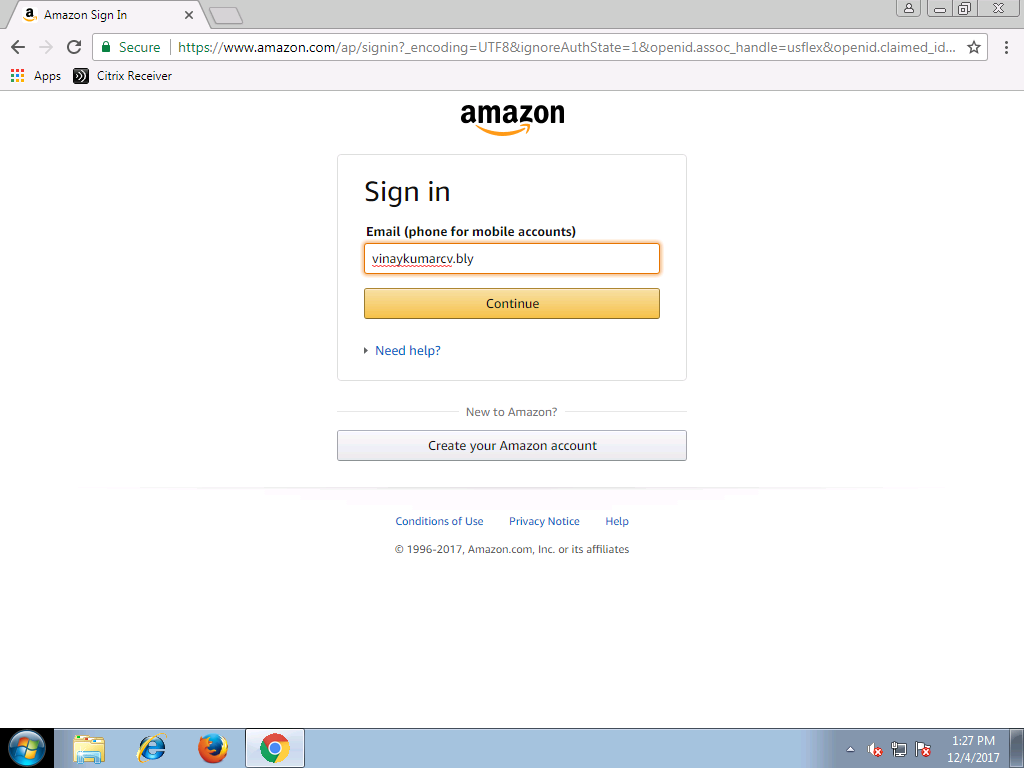 Amazon Sign In
Secure
https://www.amazon.com/ap/signin?_encoding=UTF8&ignoreAuthState=1&openid.assoc_handle=usflex&openid.claimed_id...
Apps
Citrix Receiver
amazon
Sign in
Email (phone for mobile accounts)
vinaykumarcv.bly
Continue
Need help?
New to Amazon?
Create your Amazon account
Conditions of Use
Privacy Notice
Help
© 1996-2017, Amazon.com, Inc. or its affiliates
1:27 PM
12/4/2017